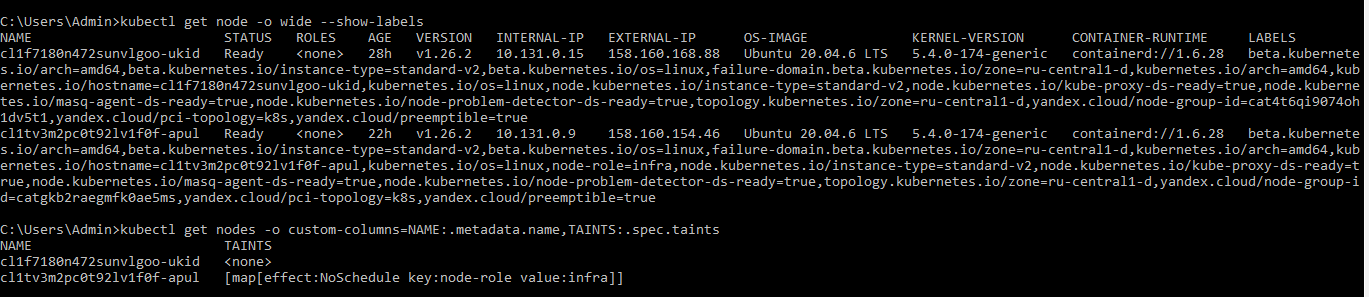 C:\Users\Admin>kubectl get node -o wide --show-labels
NAME                        STATUS   ROLES    AGE   VERSION   INTERNAL-IP   EXTERNAL-IP      OS-IMAGE             KERNEL-VERSION      CONTAINER-RUNTIME     LABELS
cl1f7180n472sunvlgoo-ukid   Ready    <none>   28h   v1.26.2   10.131.0.15   158.160.168.88   Ubuntu 20.04.6 LTS   5.4.0-174-generic   containerd://1.6.28   beta.kubernete
s.io/arch=amd64,beta.kubernetes.io/instance-type=standard-v2,beta.kubernetes.io/os=linux,failure-domain.beta.kubernetes.io/zone=ru-central1-d,kubernetes.io/arch=amd64,kub
ernetes.io/hostname=cl1f7180n472sunvlgoo-ukid,kubernetes.io/os=linux,node.kubernetes.io/instance-type=standard-v2,node.kubernetes.io/kube-proxy-ds-ready=true,node.kuberne
tes.io/masq-agent-ds-ready=true,node.kubernetes.io/node-problem-detector-ds-ready=true,topology.kubernetes.io/zone=ru-central1-d,yandex.cloud/node-group-id=cat4t6qi9074oh
1dv5t1,yandex.cloud/pci-topology=k8s,yandex.cloud/preemptible=true
cl1tv3m2pc0t92lv1f0f-apul   Ready    <none>   22h   v1.26.2   10.131.0.9    158.160.154.46   Ubuntu 20.04.6 LTS   5.4.0-174-generic   containerd://1.6.28   beta.kubernete
s.io/arch=amd64,beta.kubernetes.io/instance-type=standard-v2,beta.kubernetes.io/os=linux,failure-domain.beta.kubernetes.io/zone=ru-central1-d,kubernetes.io/arch=amd64,kub
ernetes.io/hostname=cl1tv3m2pc0t92lv1f0f-apul,kubernetes.io/os=linux,node-role=infra,node.kubernetes.io/instance-type=standard-v2,node.kubernetes.io/kube-proxy-ds-ready=t
rue,node.kubernetes.io/masq-agent-ds-ready=true,node.kubernetes.io/node-problem-detector-ds-ready=true,topology.kubernetes.io/zone=ru-central1-d,yandex.cloud/node-group-i
d=catgkb2raegmfk0ae5ms,yandex.cloud/pci-topology=k8s,yandex.cloud/preemptible=true
C:\Users\Admin>kubectl get nodes -o custom-columns=NAME:.metadata.name,TAINTS:.spec.taints
NAME                        TAINTS
cl1f7180n472sunvlgoo-ukid   <none>
cl1tv3m2pc0t92lv1f0f-apul   [map[effect:NoSchedule key:node-role value:infra]]